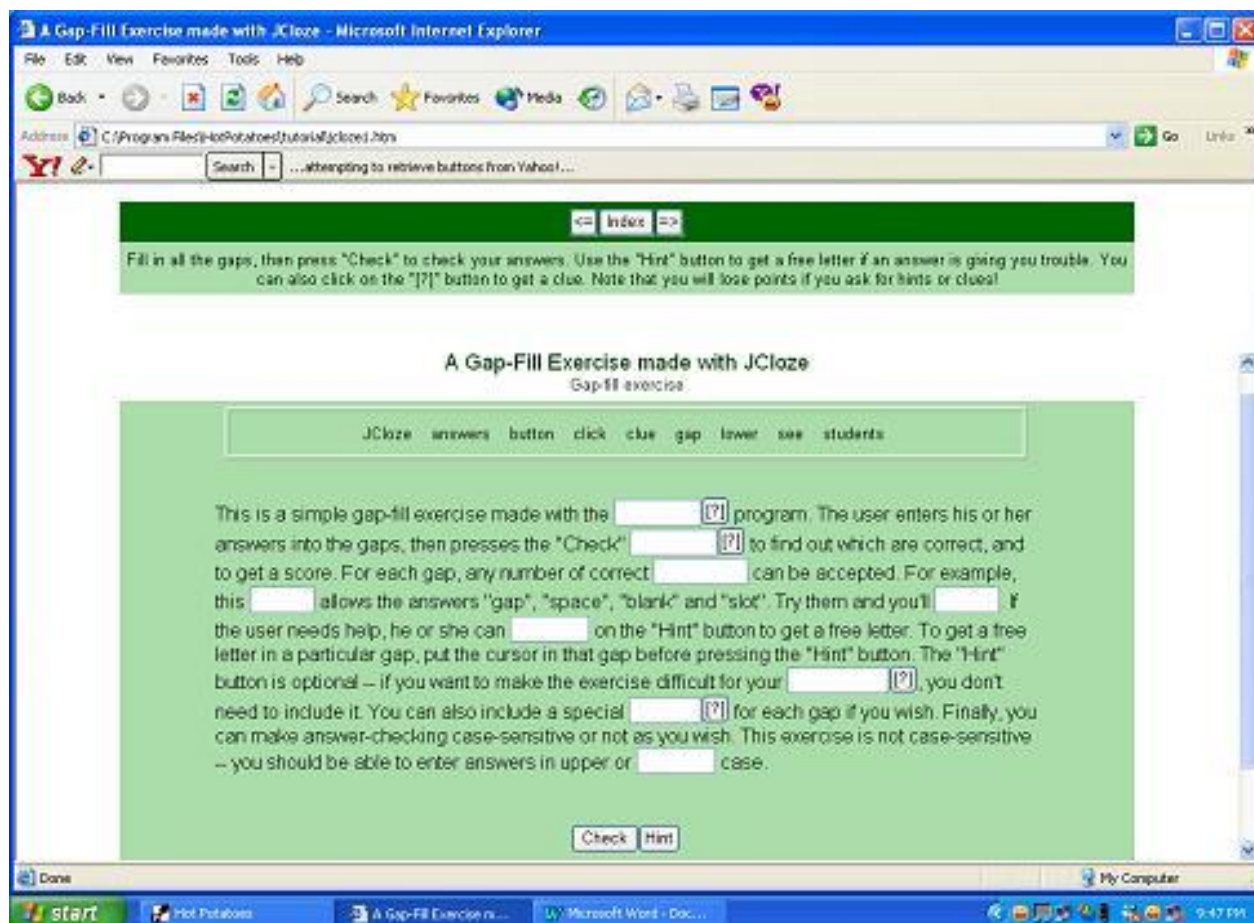 A Gap-Fill Exercise made with JCloze - Microsoft Internet Explorer
File Edit View Favorites Tools Help
Back Search Favorites Media
Address C:\Program Files\HotPotatoes\tutorial\jcloze1.htm Go Links »
Y! Search ...attempting to retrieve buttons from Yahoo!...
<= Index =>
Fill in all the gaps, then press "Check" to check your answers. Use the "Hint" button to get a free letter if an answer is giving you trouble. You
can also click on the "[?]" button to get a clue. Note that you will lose points if you ask for hints or clues!
A Gap-Fill Exercise made with JCloze
Gap-fill exercise
JCloze answers button click clue gap lower see students
This is a simple gap-fill exercise made with the [?] program. The user enters his or her
answers into the gaps, then presses the "Check" [?] to find out which are correct, and
to get a score. For each gap, any number of correct can be accepted. For example,
this allows the answers "gap", "space", "blank" and "slot". Try them and you'll If
the user needs help, he or she can on the "Hint" button to get a free letter. To get a free
letter in a particular gap, put the cursor in that gap before pressing the "Hint" button. The "Hint"
button is optional -- if you want to make the exercise difficult for your [?], you don't
need to include it. You can also include a special [?] for each gap if you wish. Finally, you
can make answer-checking case-sensitive or not as you wish. This exercise is not case-sensitive
-- you should be able to enter answers in upper or case.
Check Hint
Done My Computer
start Hot Potatoes A Gap-Fill Exercise m... Microsoft Word - Doc... 9:47 PM